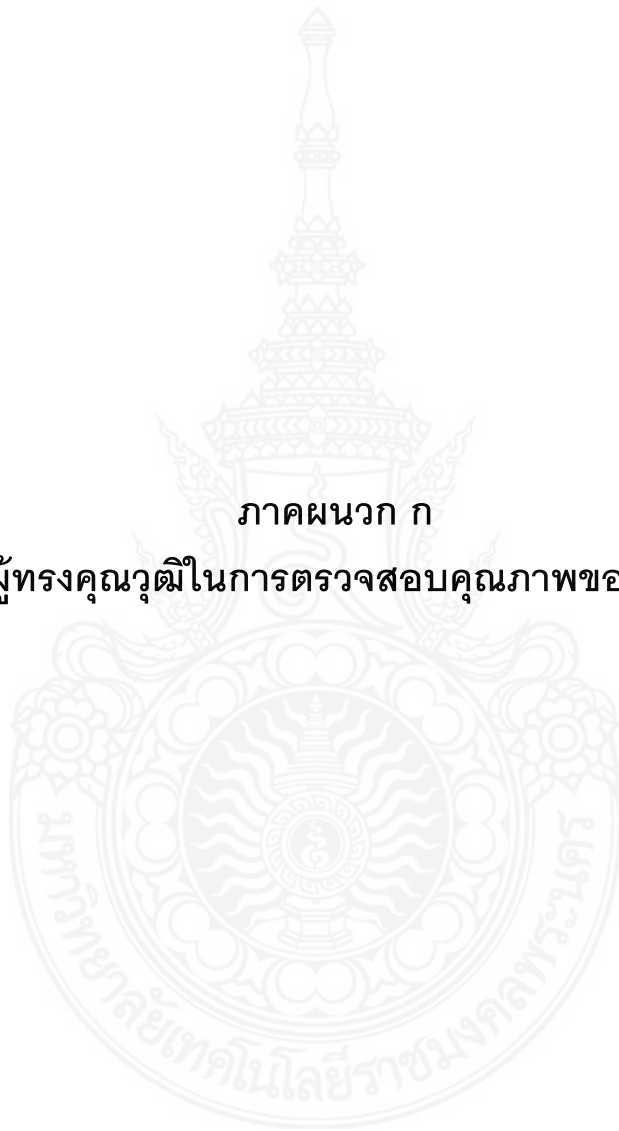 ภาคผนวก ก
ผู้ทรงคุณวุฒิในการตรวจสอบคุณภาพขอ
มหาวิทยาลัยเทคโนโลยีราชมงคลพระนคร